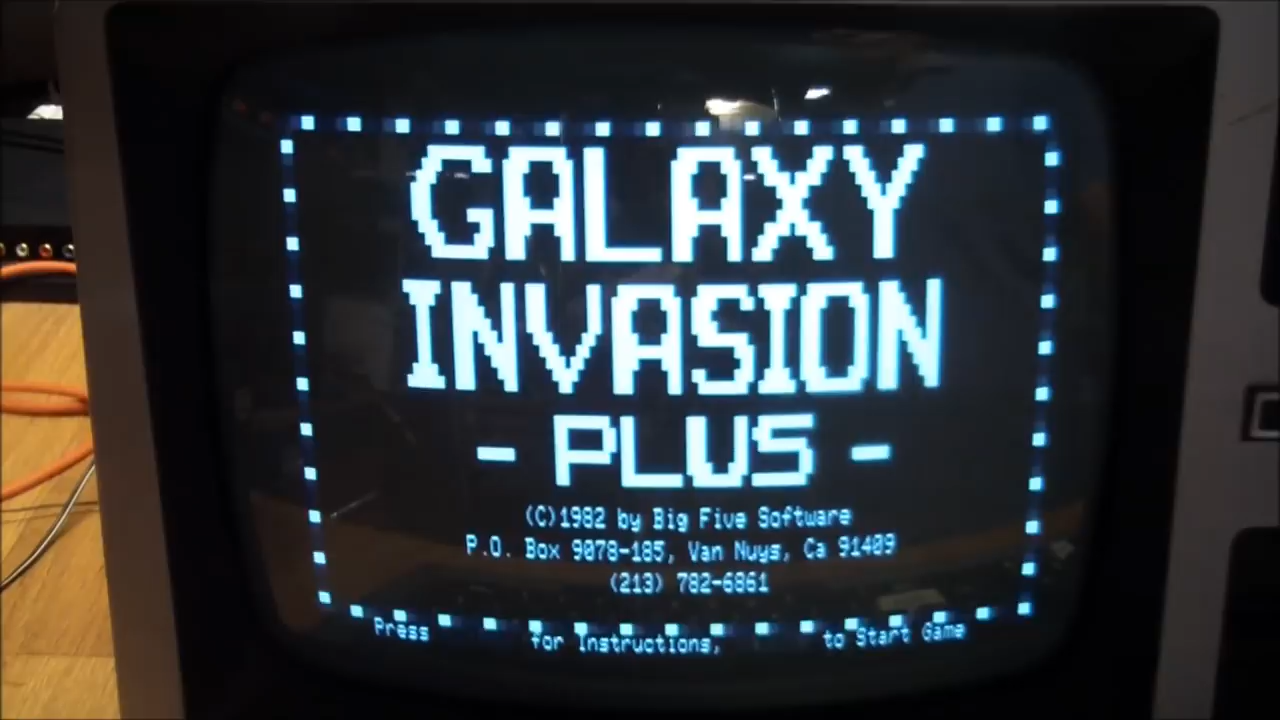 GALAXY
INVASION
- PLUS -
(C)1982 by Big Five Software
P.O. Box 9078-185, Van Nuys, Ca 91409
(213) 782-6861
Press for Instructions, to Start Game